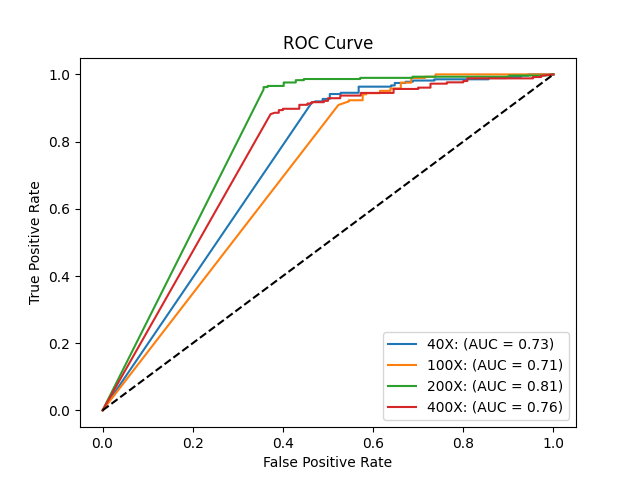 ROC Curve
True Positive Rate
1.0
0.8
0.6
0.4
0.2
0.0
0.0 0.2 0.4 0.6 0.8 1.0
False Positive Rate
40X: (AUC = 0.73)
100X: (AUC = 0.71)
200X: (AUC = 0.81)
400X: (AUC = 0.76)